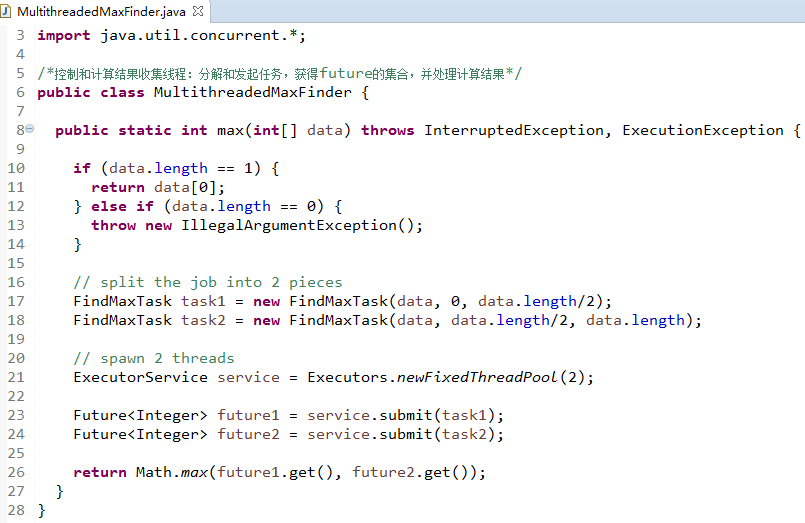 MultithreadedMaxFinder.java
3 import java.util.concurrent.*;
4
5 /*控制和计算结果收集线程：分解和发起任务，获得future的集合，并处理计算结果*/
6 public class MultithreadedMaxFinder {
7
8 public static int max(int[] data) throws InterruptedException, ExecutionException {
9
10 if (data.length == 1) {
11 return data[0];
12 } else if (data.length == 0) {
13 throw new IllegalArgumentException();
14 }
15
16 // split the job into 2 pieces
17 FindMaxTask task1 = new FindMaxTask(data, 0, data.length/2);
18 FindMaxTask task2 = new FindMaxTask(data, data.length/2, data.length);
19
20 // spawn 2 threads
21 ExecutorService service = Executors.newFixedThreadPool(2);
22
23 Future<Integer> future1 = service.submit(task1);
24 Future<Integer> future2 = service.submit(task2);
25
26 return Math.max(future1.get(), future2.get());
27 }
28 }